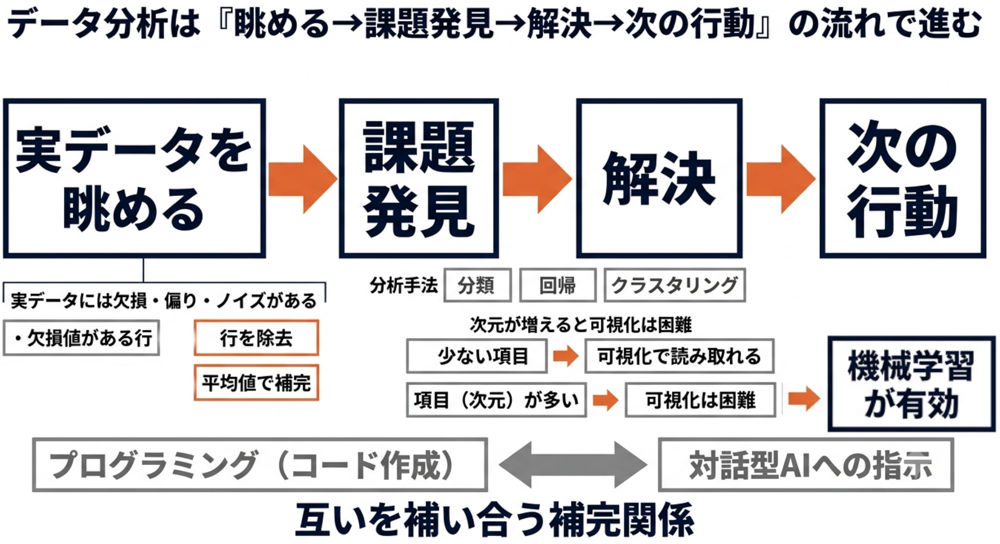 データ分析は『眺める→課題発見→解決→次の行動』の流れで進む
実データを
眺める
課題
発見
解決
次の
行動
実データには欠損・偏り・ノイズがある
・欠損値がある行
行を除去
平均値で補完
分析手法
分類
回帰
クラスタリング
次元が増えると可視化は困難
少ない項目
可視化で読み取れる
項目（次元）が多い
可視化は困難
機械学習
が有効
プログラミング（コード作成）
対話型AIへの指示
互いを補い合う補完関係